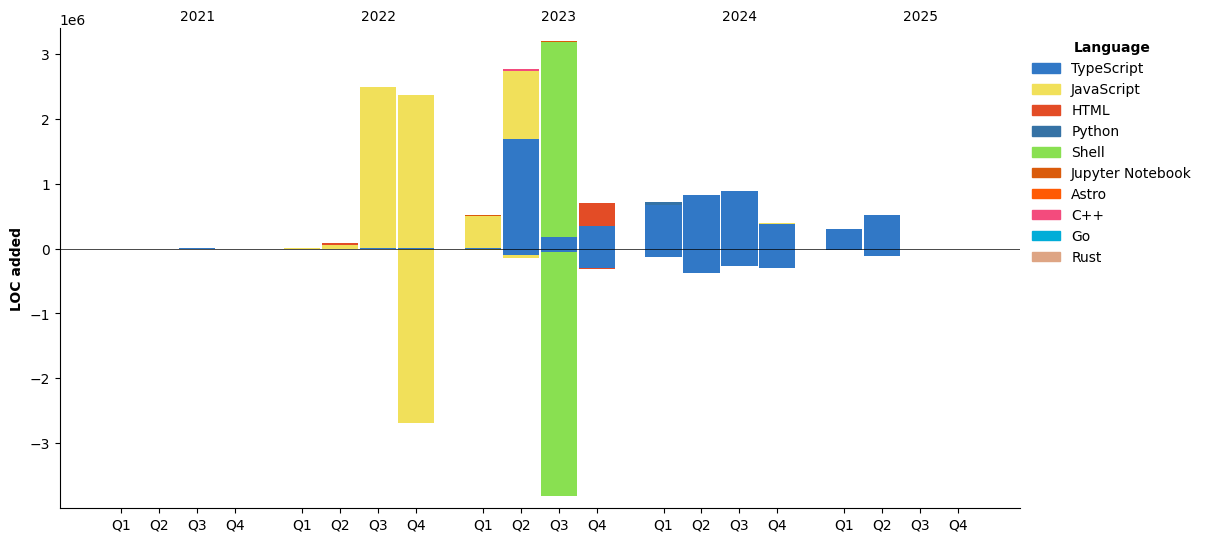 2021 2022 2023 2024 2025
1e6
3
2
1
0
−1
−2
−3
LOC added
Q1 Q2 Q3 Q4 Q1 Q2 Q3 Q4 Q1 Q2 Q3 Q4 Q1 Q2 Q3 Q4 Q1 Q2 Q3 Q4
Language
TypeScript
JavaScript
HTML
Python
Shell
Jupyter Notebook
Astro
C++
Go
Rust